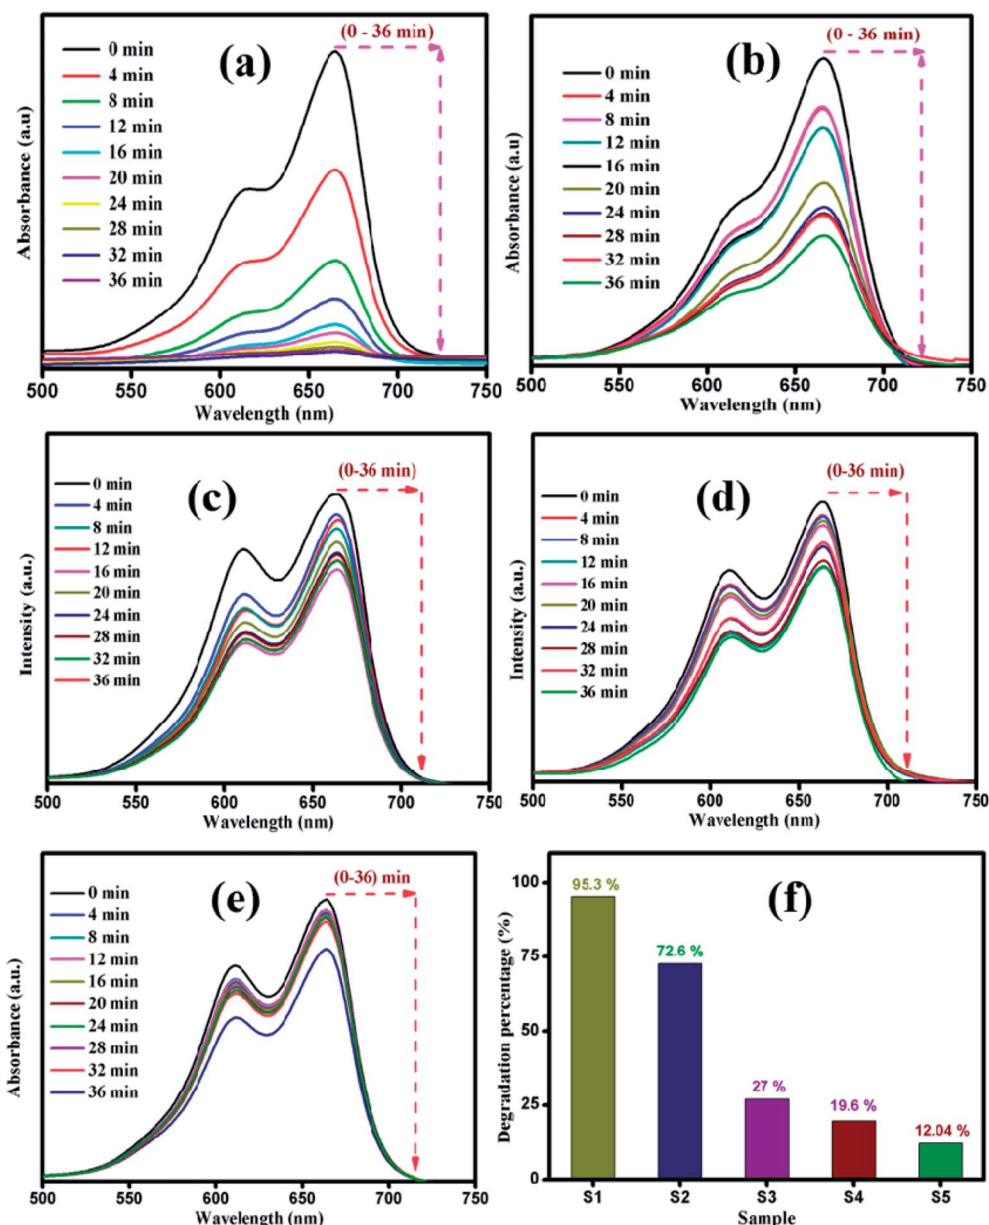 (0 - 36 min)
(a)
0 min
4 min
8 min
12 min
16 min
20 min
24 min
28 min
32 min
36 min
Absorbance (a.u)
500 550 600 650 700 750
Wavelength (nm)
(0 - 36 min)
(b)
0 min
4 min
8 min
12 min
16 min
20 min
24 min
28 min
32 min
36 min
Absorbance (a.u
500 550 600 650 700 750
Wavelength (nm)
(0-36 min)
(c)
0 min
4 min
8 min
12 min
16 min
20 min
24 min
28 min
32 min
36 min
Intensity (a.u.)
500 550 600 650 700 750
Wavelength (nm)
(0-36 min)
(d)
0 min
4 min
8 min
12 min
16 min
20 min
24 min
28 min
32 min
36 min
Intensity (a.u.)
500 550 600 650 700 750
Wavelength (nm)
(0-36) min
(e)
0 min
4 min
8 min
12 min
16 min
20 min
24 min
28 min
32 min
36 min
Absorbance (a.u.)
500 550 600 650 700 750
Wavelength (nm)
(f)
100
75
50
25
0
Degradation percentage (%)
95.3 %
72.6 %
27 %
19.6 %
12.04 %
S1 S2 S3 S4 S5
Sample